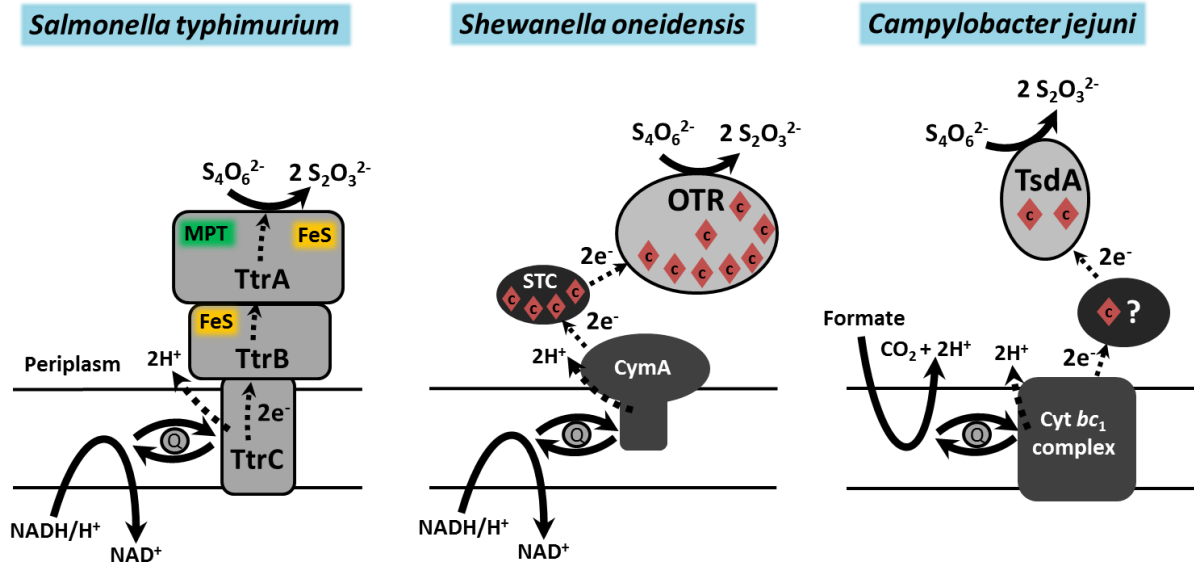 Salmonella typhimurium
S₄O₆²⁻ 2 S₂O₃²⁻
MPT FeS
TtrA
FeS
TtrB
Periplasm 2H⁺
2e⁻
Q
TtrC
NADH/H⁺
NAD⁺
Shewanella oneidensis
S₄O₆²⁻ 2 S₂O₃²⁻
OTR
c
c
c
c
c
c
c
c
2e⁻
STC
c c c c
2e⁻
2H⁺
CymA
Q
NADH/H⁺
NAD⁺
Campylobacter jejuni
2 S₂O₃²⁻
S₄O₆²⁻
TsdA
c c
2e⁻
c ?
Formate
CO₂ + 2H⁺ 2H⁺ 2e⁻
Q
Cyt bc₁
complex